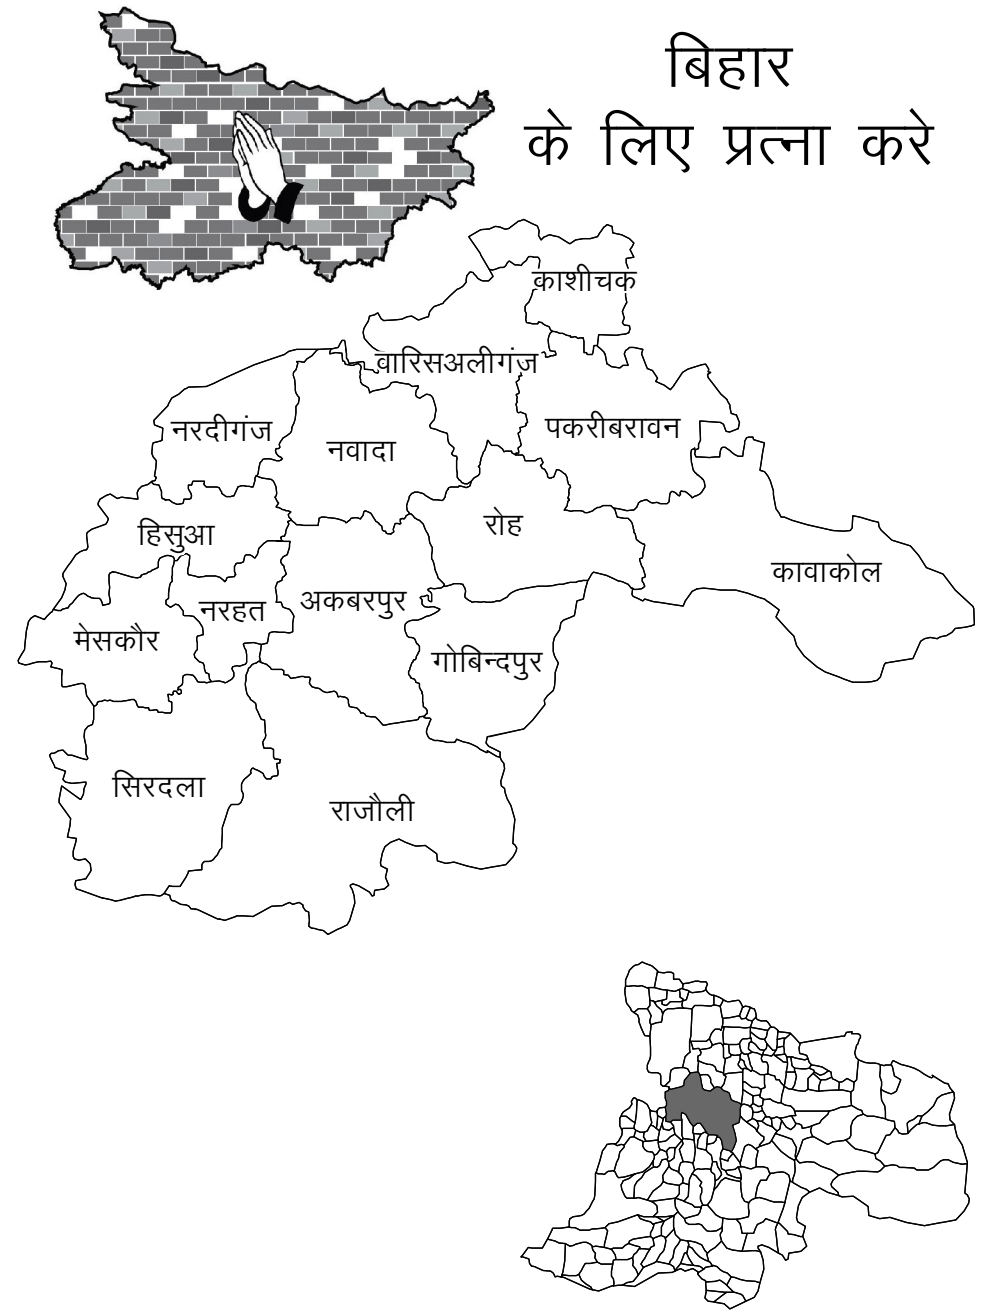 बिहार
के लिए प्रत्ना करे
काशीचक
वारिसअलीगंज
नरदीगंज
नवादा
पकरीबरावन
हिसुआ
रोह
कावाकोल
मेसकौर
नरहत
अकबरपुर
गोबिन्दपुर
सिरदला
राजौली